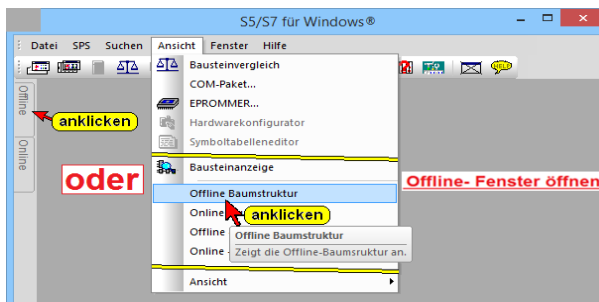 S5/S7 für Windows®
Datei SPS Suchen Ansicht Fenster Hilfe
Offline
anklicken
Online
oder
Bausteinvergleich
COM-Paket...
EPROMMER...
Hardwarekonfigurator
Symboltabelleneditor
Bausteinanzeige
Offline Baumstruktur
Online
anklicken
Offline
Offline Baumstruktur
Online
Zeigt die Offline-Baumsruktur an.
Ansicht
HELP
Offline- Fenster öffnen